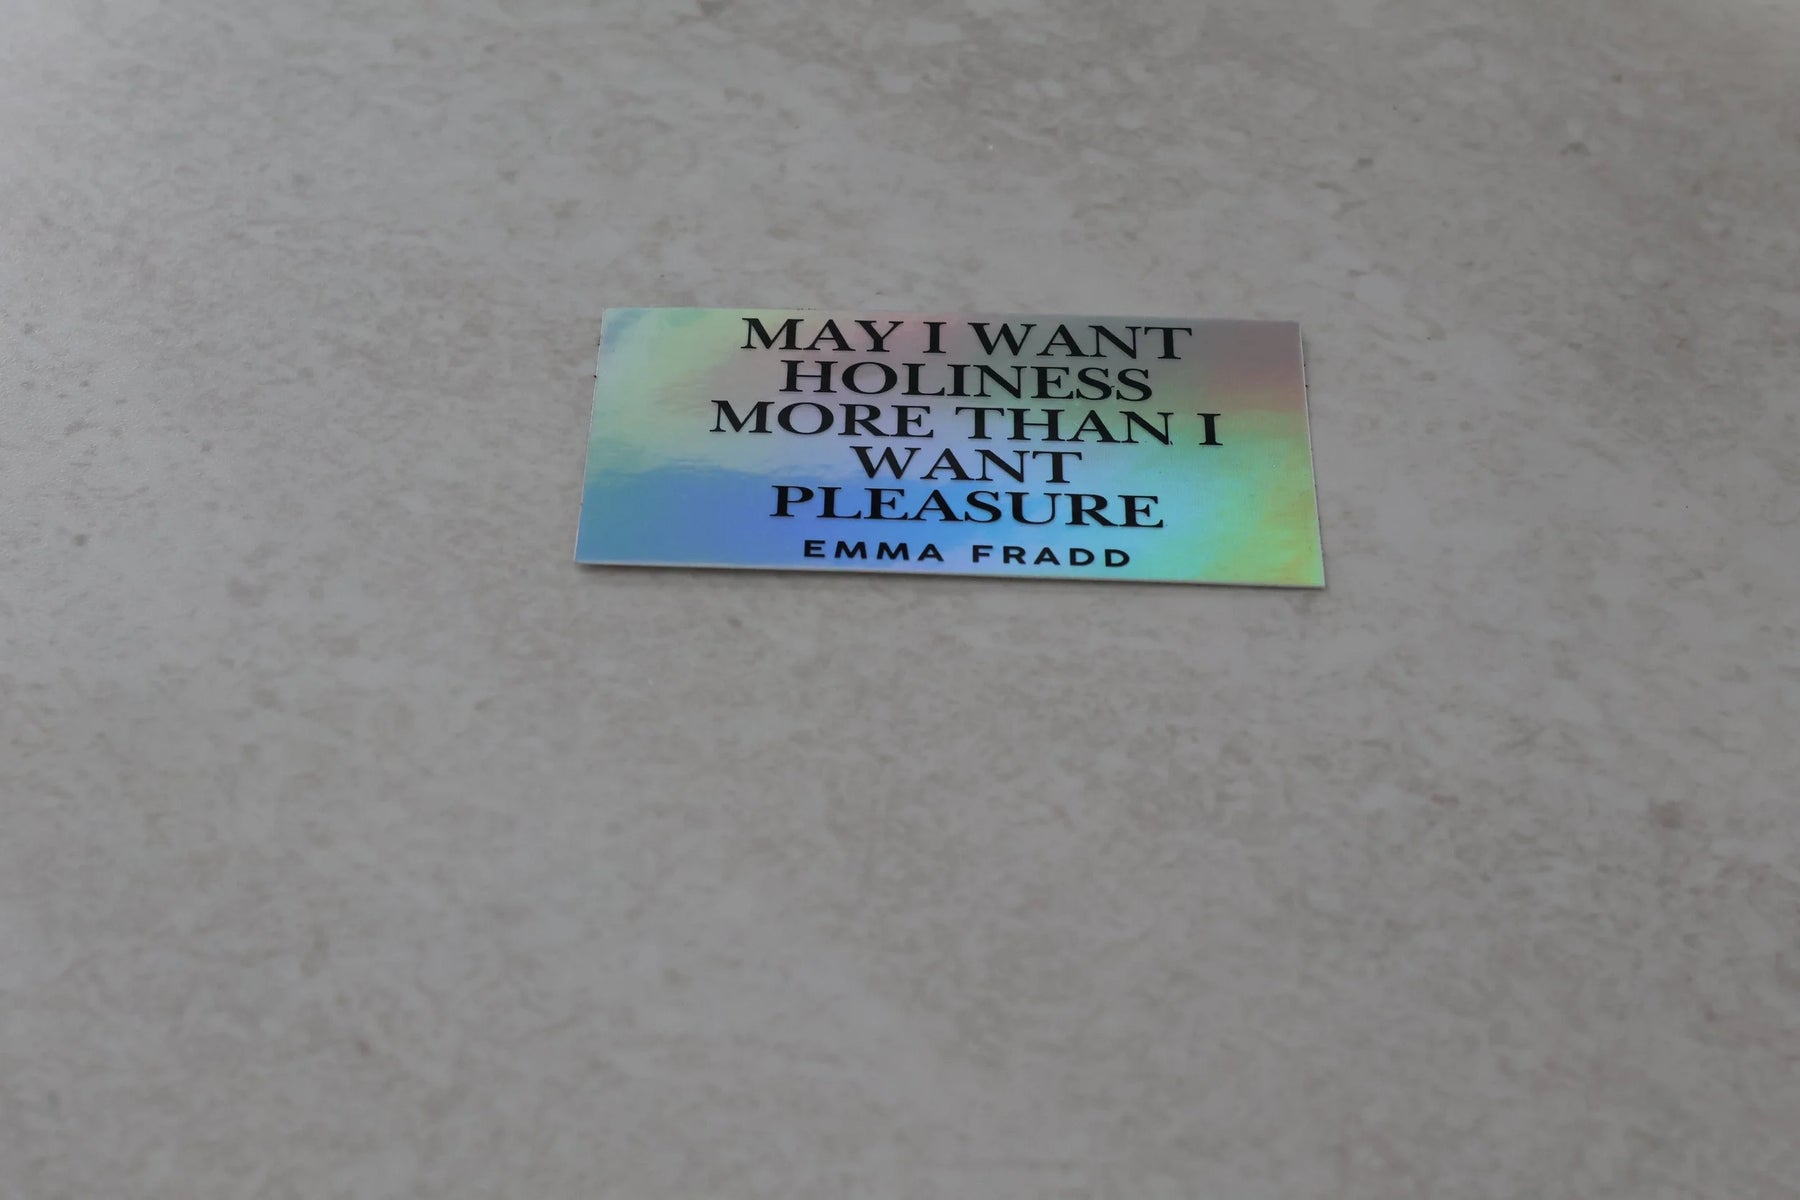 MAY I WANT
HOLINESS
MORE THAN I
WANT
PLEASURE
EMMA FRADD